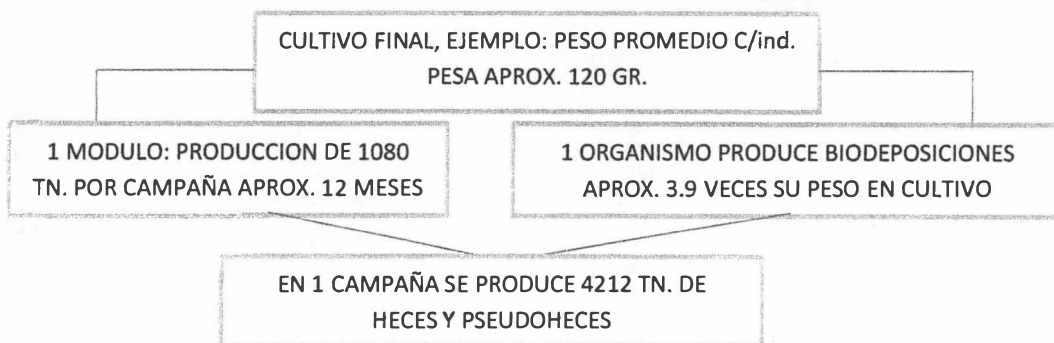 CULTIVO FINAL, EJEMPLO: PESO PROMEDIO C/ind.
PESA APROX. 120 GR.
1 MODULO: PRODUCCION DE 1080
TN. POR CAMPAÑA APROX. 12 MESES
1 ORGANISMO PRODUCE BIODEPOSICIONES
APROX. 3.9 VECES SU PESO EN CULTIVO
EN 1 CAMPAÑA SE PRODUCE 4212 TN. DE
HECES Y PSEUDOHECES